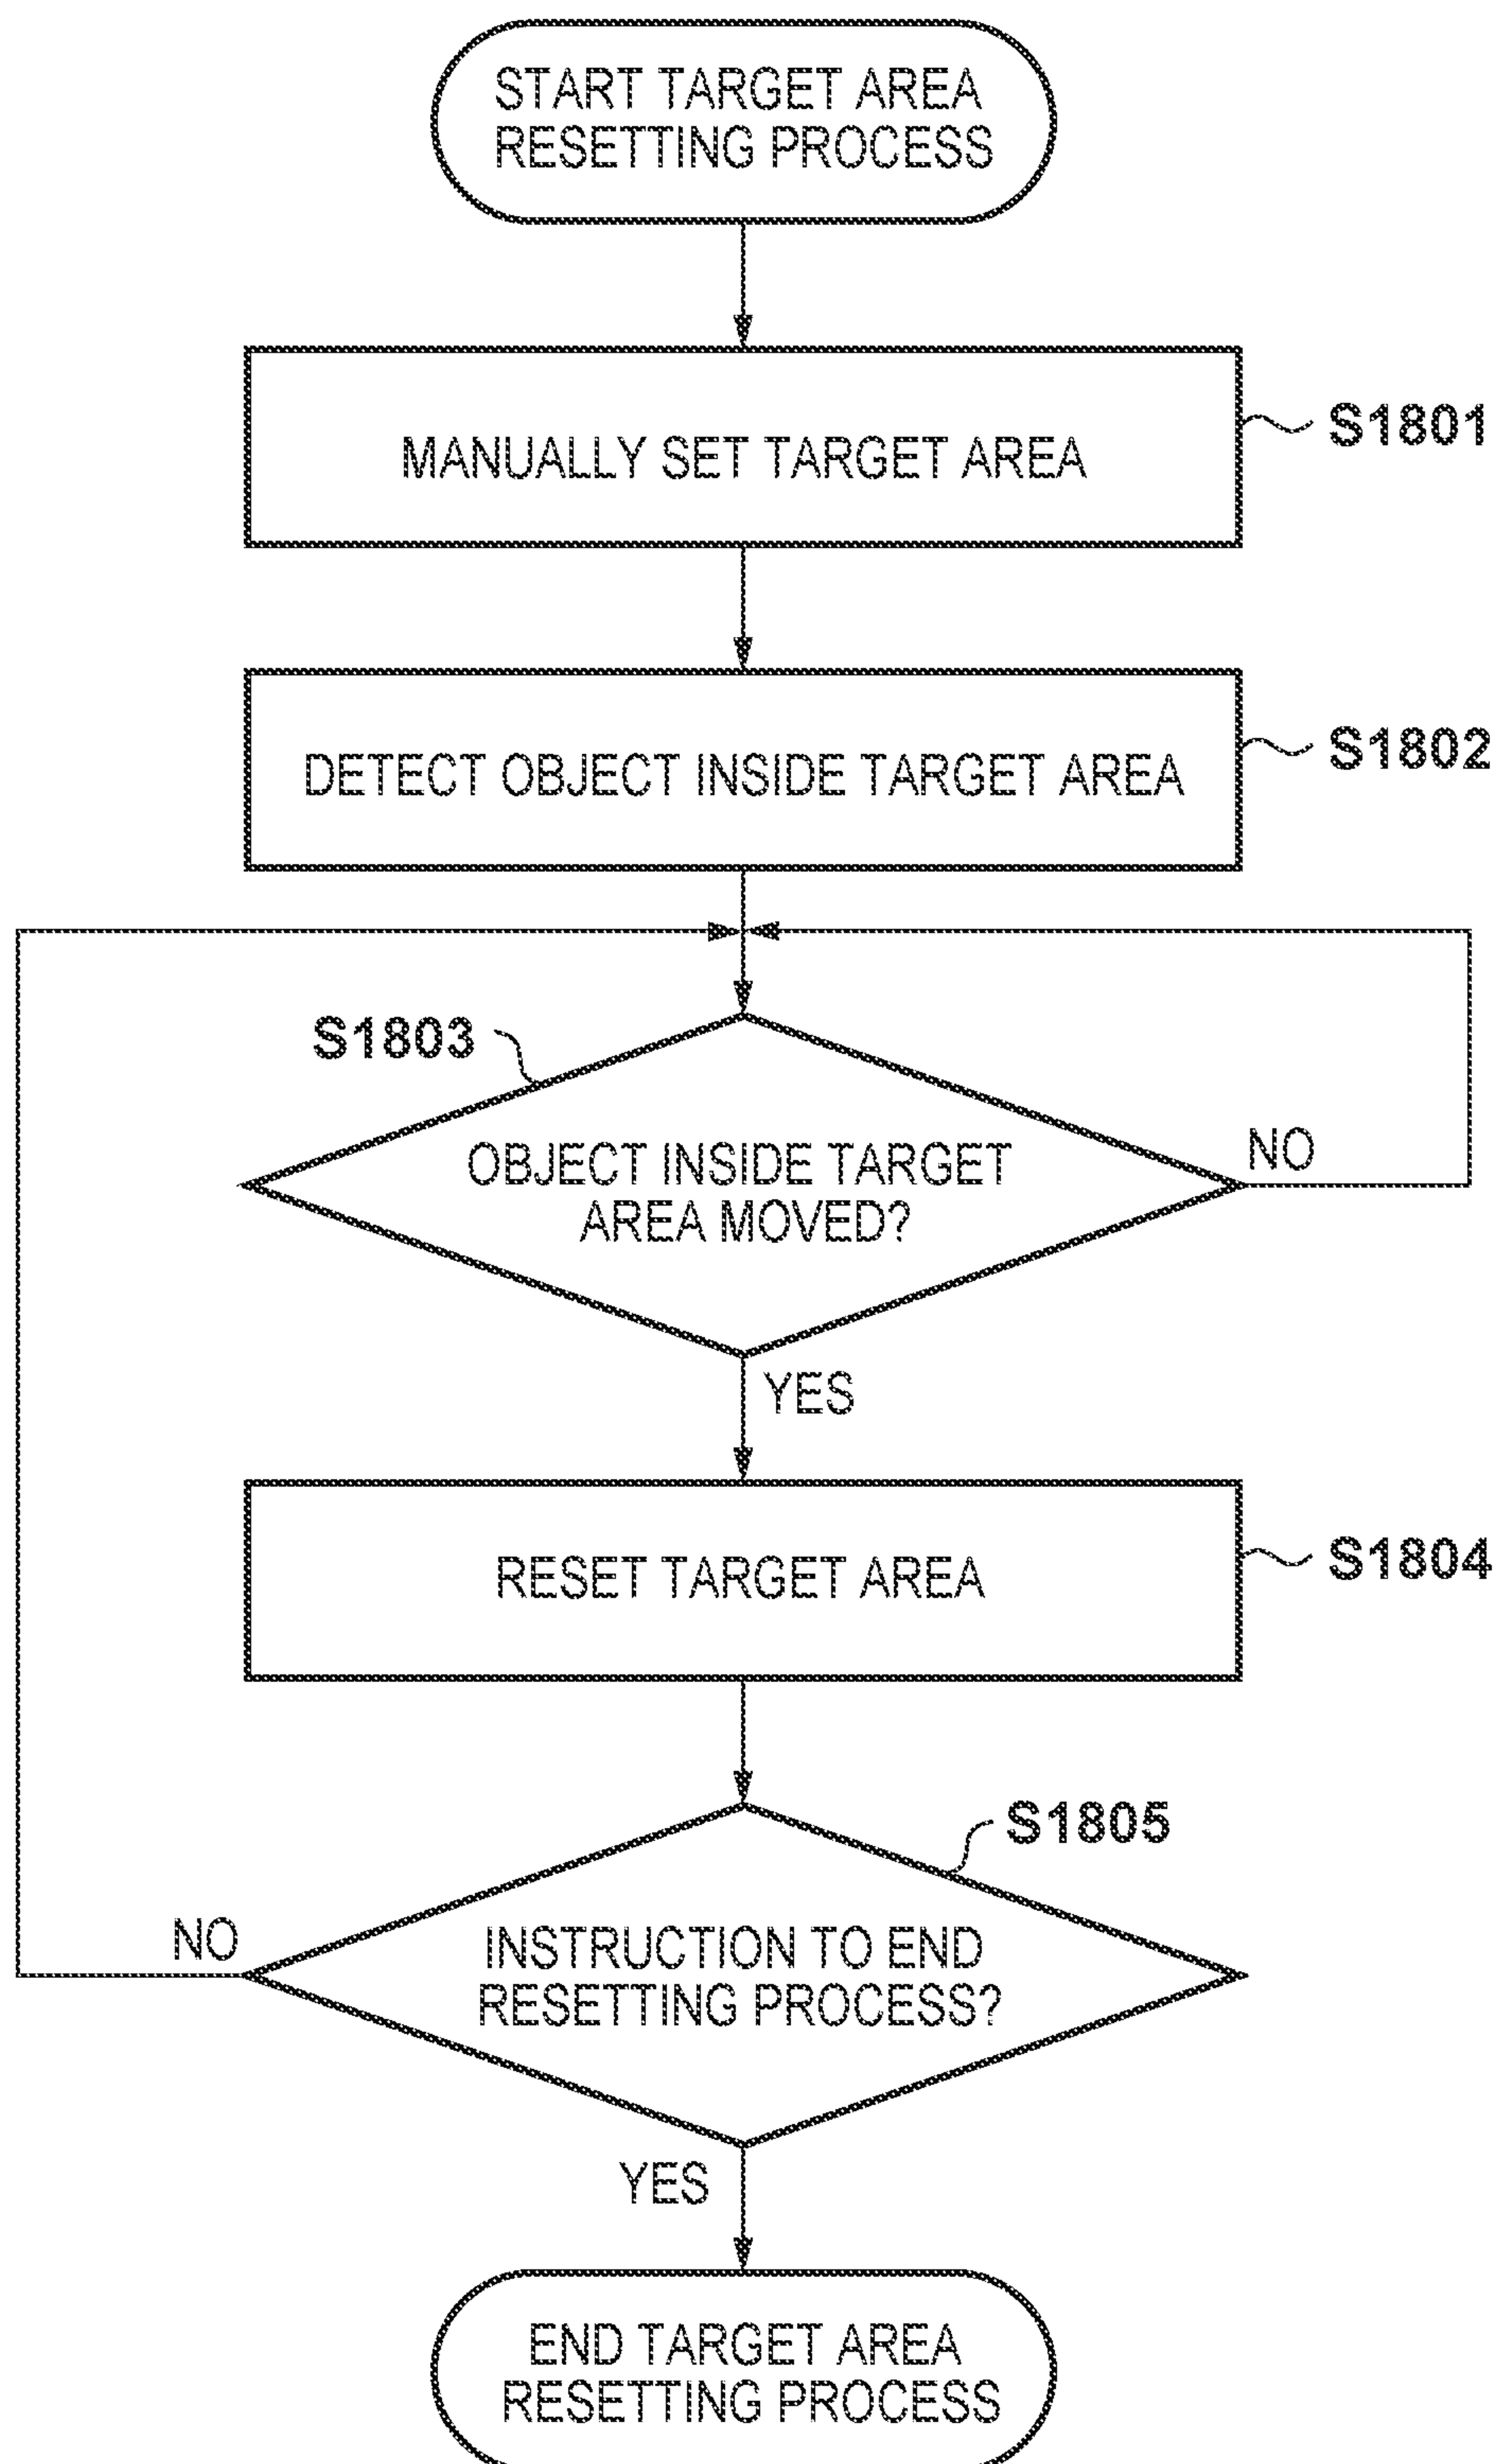 START TARGET AREA
RESETTING PROCESS
MANUALLY SET TARGET AREA
S1801
DETECT OBJECT INSIDE TARGET AREA
S1802
S1803
OBJECT INSIDE TARGET
AREA MOVED?
NO
YES
RESET TARGET AREA
S1804
S1805
INSTRUCTION TO END
RESETTING PROCESS?
NO
YES
END TARGET AREA
RESETTING PROCESS